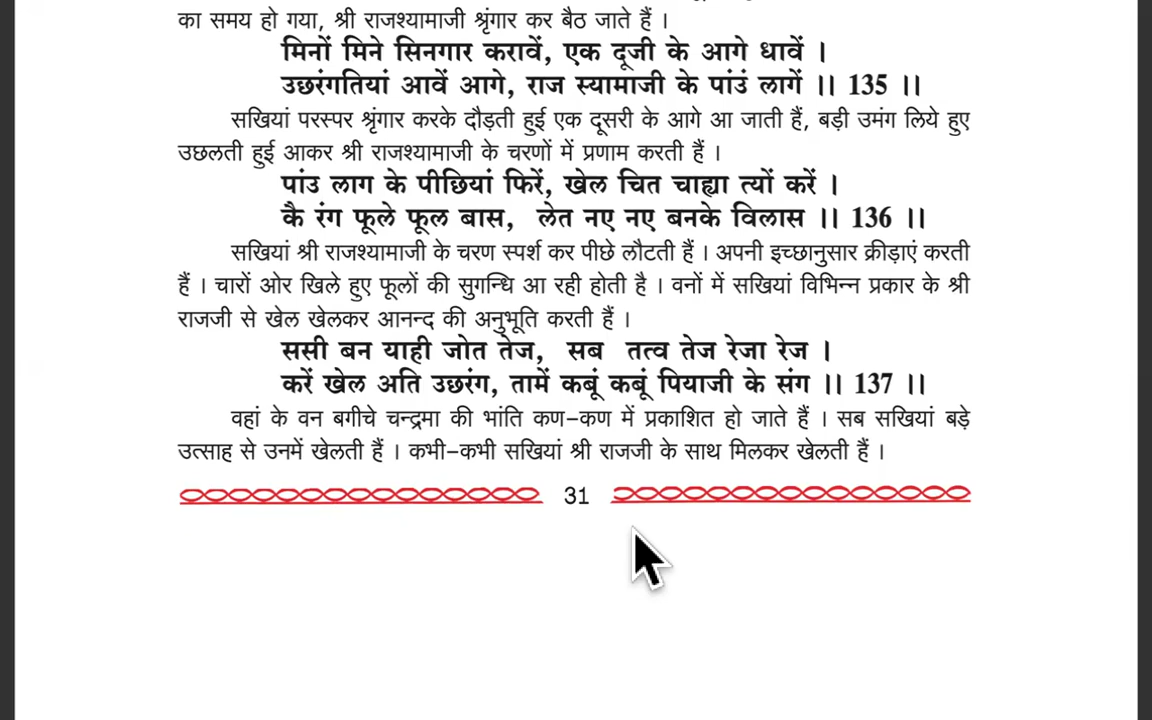 का समय हो गया, श्री राजश्यामाजी श्रृंगार कर बैठ जाते हैं ।
मिनों मिने सिनगार करावें, एक दूजी के आगे धावें ।
उछरंगतियां आवें आगे, राज स्यामाजी के पांउं लागें ।। 135 ।।
सखियां परस्पर श्रृंगार करके दौड़ती हुई एक दूसरी के आगे आ जाती हैं, बड़ी उमंग लिये हुए
उछलती हुई आकर श्री राजश्यामाजी के चरणों में प्रणाम करती हैं ।
पांउ लाग के पीछियां फिरें, खेल चित चाह्या त्यों करें ।
कै रंग फूले फूल बास, लेत नए नए बनके विलास ।। 136 ।।
सखियां श्री राजश्यामाजी के चरण स्पर्श कर पीछे लौटती हैं । अपनी इच्छानुसार क्रीड़ाएं करती
हैं । चारों ओर खिले हुए फूलों की सुगन्धि आ रही होती है । वनों में सखियां विभिन्न प्रकार के श्री
राजजी से खेल खेलकर आनन्द की अनुभूति करती हैं ।
ससी बन याही जोत तेज, सब तत्व तेज रेजा रेज ।
करें खेल अति उछरंग, तामें कबूं कबूं पियाजी के संग ।। 137 ।।
वहां के वन बगीचे चन्द्रमा की भांति कण-कण में प्रकाशित हो जाते हैं । सब सखियां बड़े
उत्साह से उनमें खेलती हैं । कभी-कभी सखियां श्री राजजी के साथ मिलकर खेलती हैं ।
31